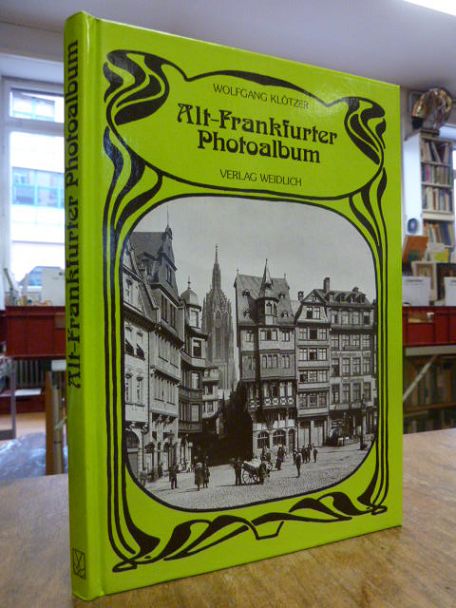 WOLFGANG KLÖTZER
Alt-Frankfurter
Photoalbum
VERLAG WEIDLICH
Alt-Frankfurter Photoalbum